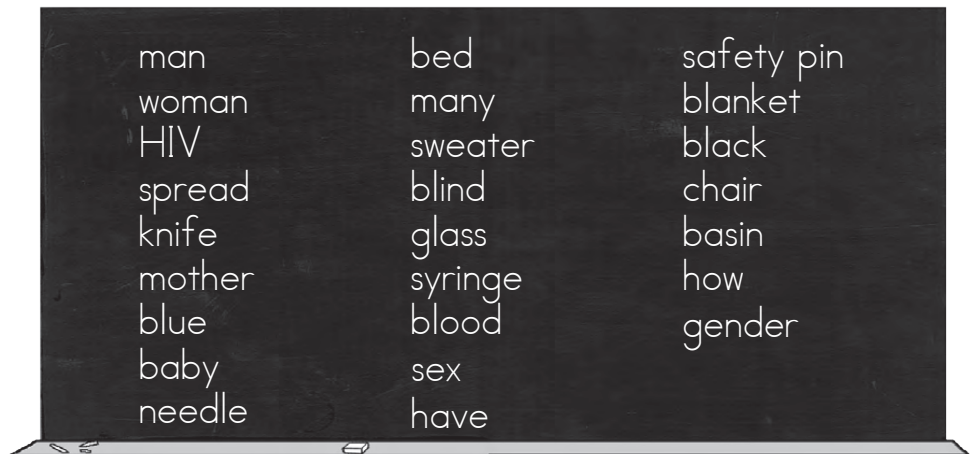 man
woman
HIV
spread
knife
mother
blue
baby
needle
bed
many
sweater
blind
glass
syringe
blood
sex
have
safety pin
blanket
black
chair
basin
how
gender